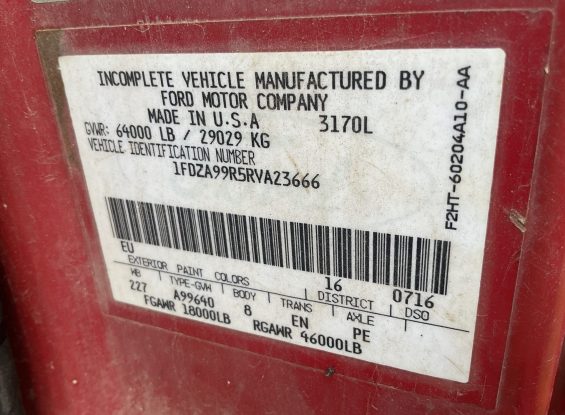 INCOMPLETE VEHICLE MANUFACTURED BY
FORD MOTOR COMPANY
MADE IN U.S.A 3170L
GVWR: 64000 LB / 29029 KG
VEHICLE IDENTIFICATION NUMBER
1FDZA99R5RVA23666
EU 16 0716
EXTERIOR PAINT COLORS DISTRICT DSO
WB TYPE-GVW BODY TRANS AXLE
227 A99640 8 EN PE
FGAWR 18000LB RGAWR 46000LB
F2HT-60204A10-AA